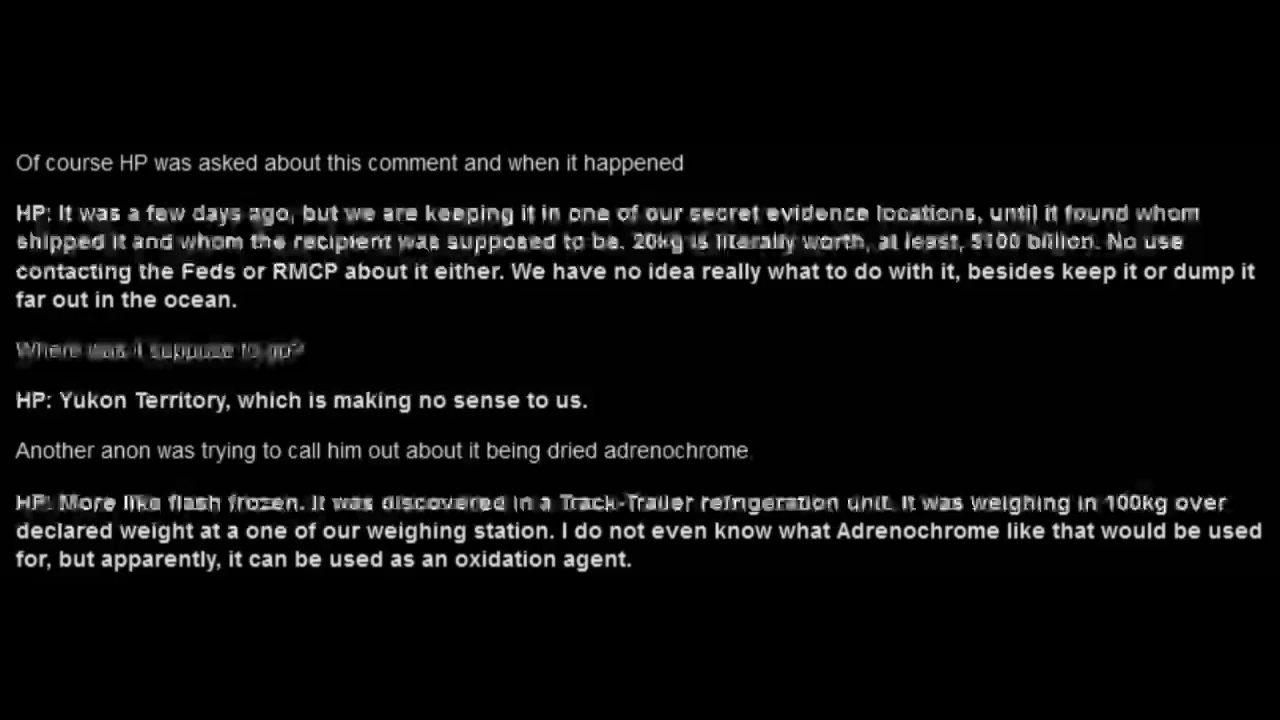 Of course HP was asked about this comment and when it happened
HP: It was a few days ago, but we are keeping it in one of our secret evidence locations, until it found whom
shipped it and whom the recipient was supposed to be. 20kg is literally worth, at least, $100 billion. No use
contacting the Feds or RMCP about it either. We have no idea really what to do with it, besides keep it or dump it
far out in the ocean.
Where was it suppose to go?
HP: Yukon Territory, which is making no sense to us.
Another anon was trying to call him out about it being dried adrenochrome.
HP: More like flash frozen. It was discovered in a Track-Trailer refrigeration unit. It was weighing in 100kg over
declared weight at a one of our weighing station. I do not even know what Adrenochrome like that would be used
for, but apparently, it can be used as an oxidation agent.